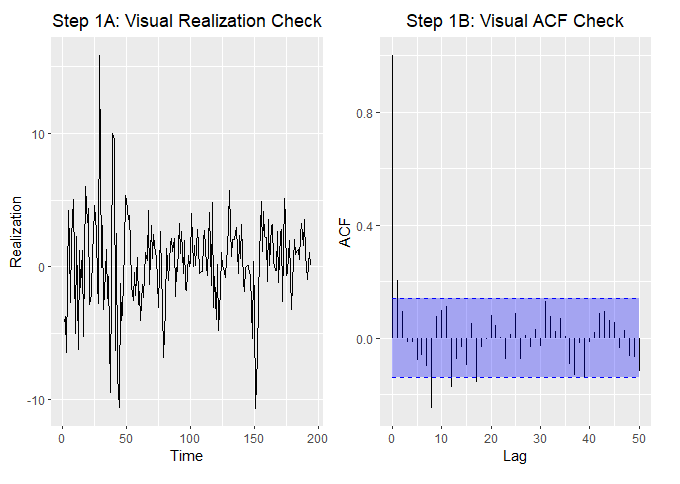 Step 1A: Visual Realization Check
Realization
10
0
-10
0
50
100
150
200
Time
Step 1B: Visual ACF Check
ACF
0.8
0.4
0.0
0
10
20
30
40
50
Lag